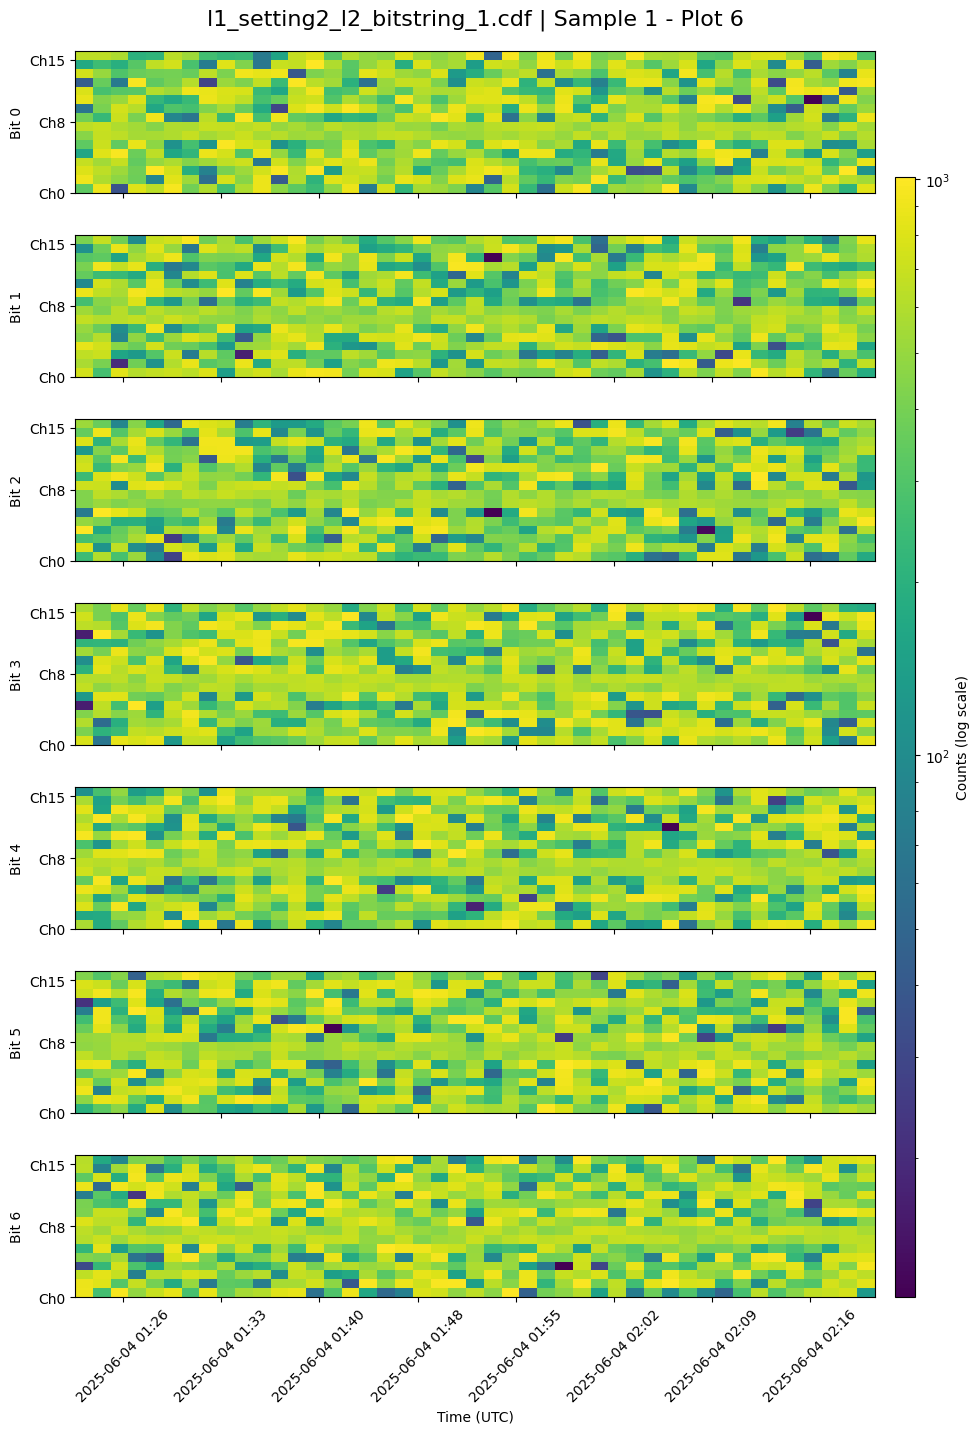 l1_setting2_l2_bitstring_1.cdf | Sample 1 - Plot 6
Ch15
Bit 0
Ch8
Ch0
Ch15
Bit 1
Ch8
Ch0
Ch15
Bit 2
Ch8
Ch0
Ch15
Bit 3
Ch8
Ch0
Ch15
Bit 4
Ch8
Ch0
Ch15
Bit 5
Ch8
Ch0
Ch15
Bit 6
Ch8
Ch0
2025-06-04 01:26
2025-06-04 01:33
2025-06-04 01:40
2025-06-04 01:48
2025-06-04 01:55
2025-06-04 02:02
2025-06-04 02:09
2025-06-04 02:16
Time (UTC)
10³
10²
Counts (log scale)